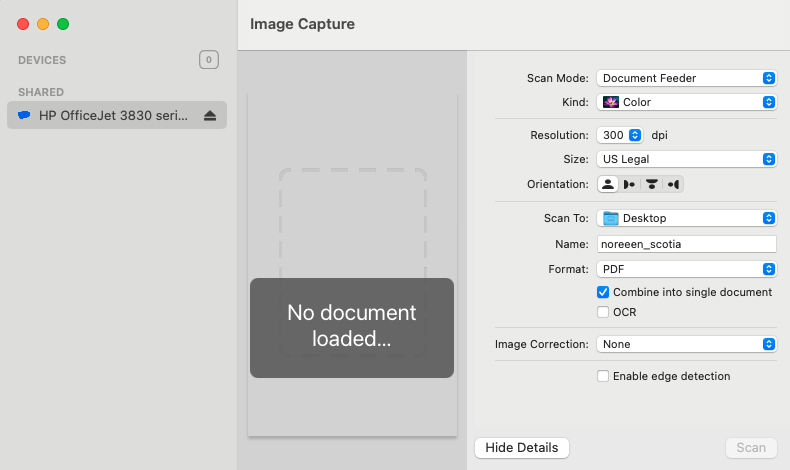 Image Capture
DEVICES
0
SHARED
HP OfficeJet 3830 seri...
No document
loaded...
Scan Mode: Document Feeder
Kind: Color
Resolution: 300 dpi
Size: US Legal
Orientation:
Scan To: Desktop
Name: noreeen_scotia
Format: PDF
Combine into single document
OCR
Image Correction: None
Enable edge detection
Hide Details
Scan